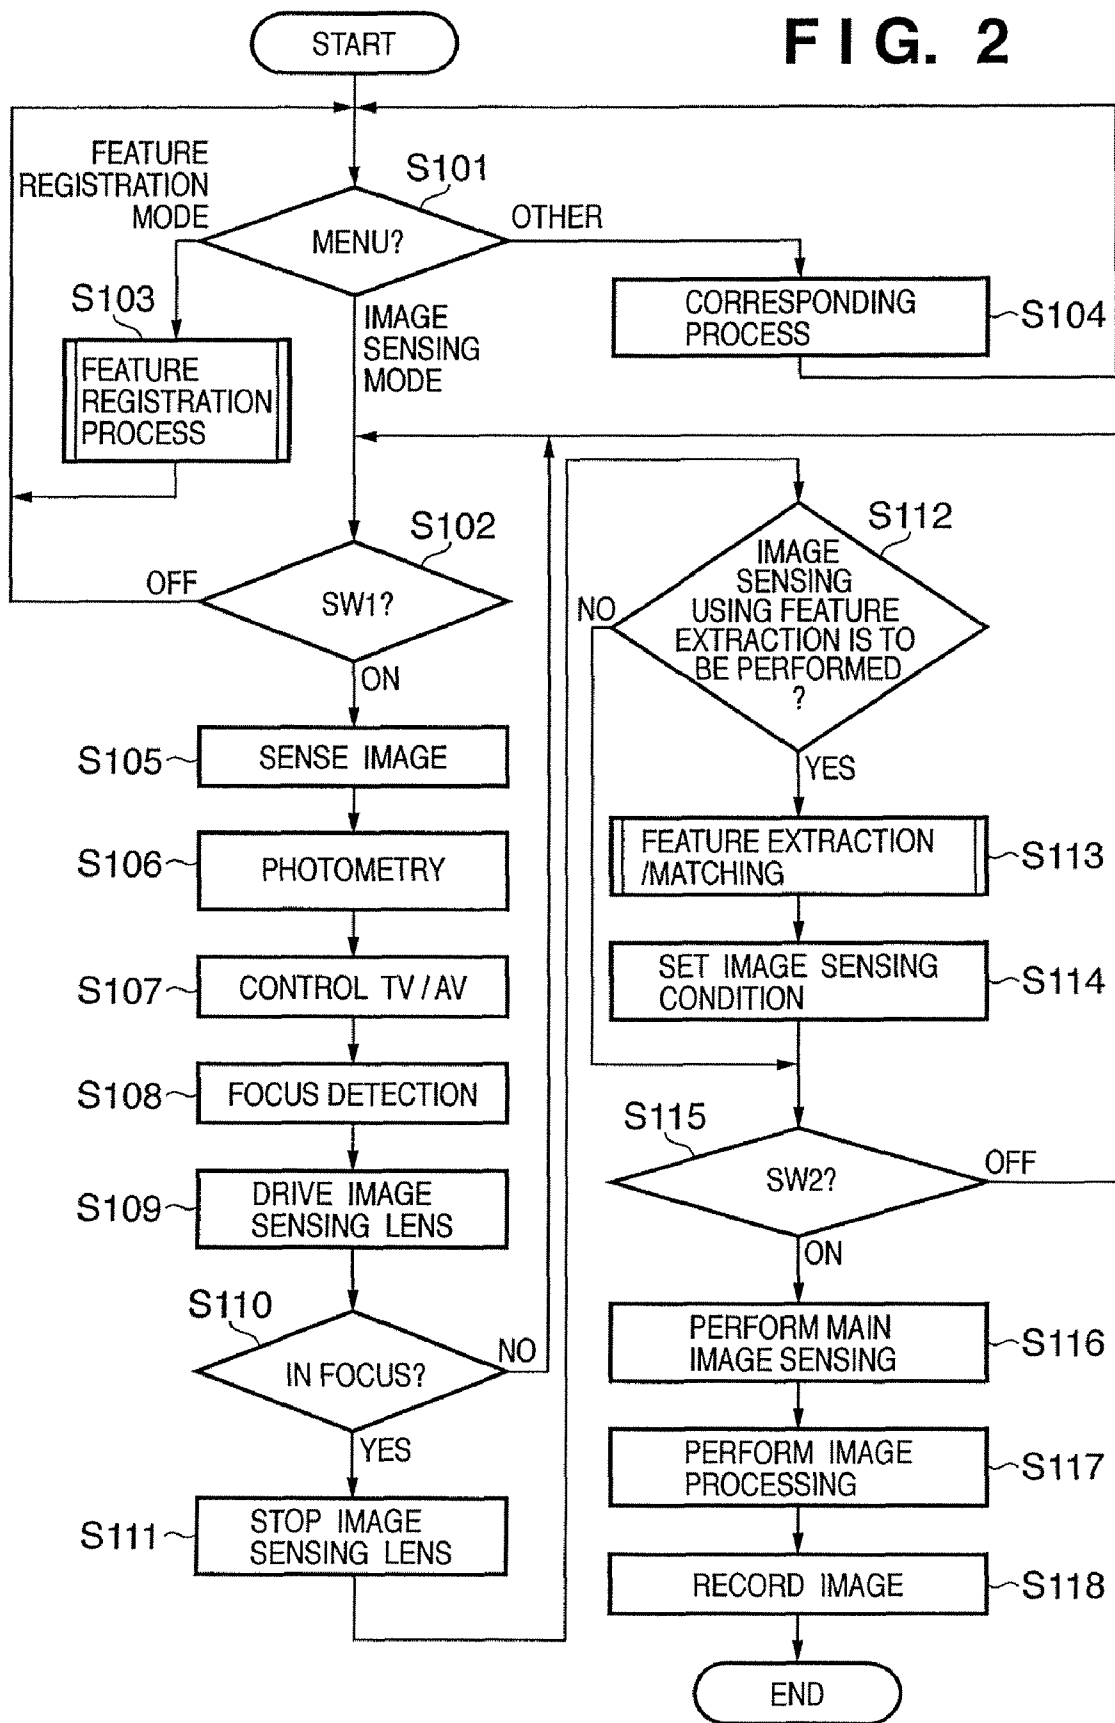 FIG. 2
START
FEATURE
REGISTRATION
MODE
S101
MENU?
OTHER
S103
FEATURE
REGISTRATION
PROCESS
IMAGE
SENSING
MODE
CORRESPONDING
PROCESS
S104
S102
OFF
SW1?
ON
S105
SENSE IMAGE
S106
PHOTOMETRY
S107
CONTROL TV/AV
S108
FOCUS DETECTION
S109
DRIVE IMAGE
SENSING LENS
S110
IN FOCUS?
NO
YES
S111
STOP IMAGE
SENSING LENS
S112
IMAGE
SENSING
USING FEATURE
EXTRACTION IS TO
BE PERFORMED
?
NO
YES
FEATURE EXTRACTION
/MATCHING
S113
SET IMAGE SENSING
CONDITION
S114
S115
SW2?
OFF
ON
PERFORM MAIN
IMAGE SENSING
S116
PERFORM IMAGE
PROCESSING
S117
RECORD IMAGE
S118
END